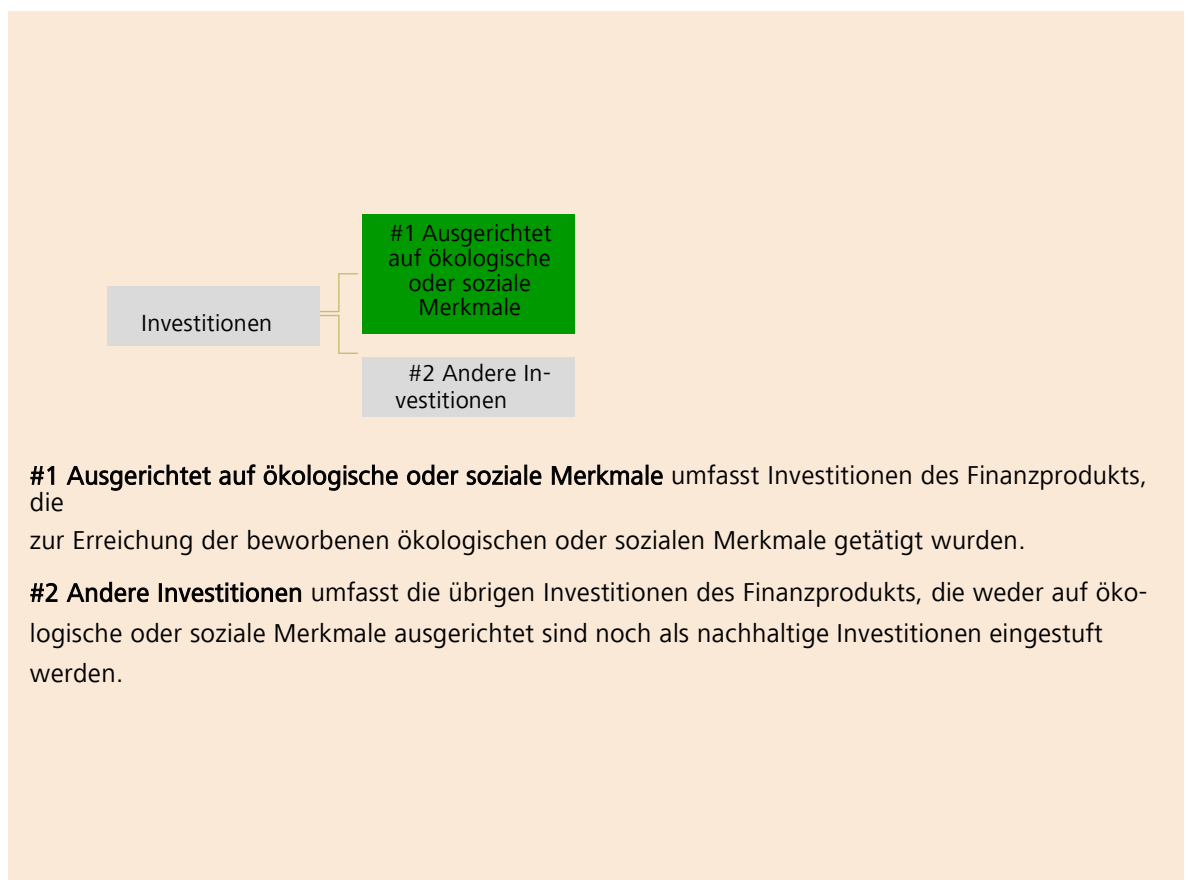 #1 Ausgerichtet
auf ökologische
oder soziale
Merkmale
Investitionen
#2 Andere In-
vestitionen
#1 Ausgerichtet auf ökologische oder soziale Merkmale umfasst Investitionen des Finanzprodukts,
die
zur Erreichung der beworbenen ökologischen oder sozialen Merkmale getätigt wurden.
#2 Andere Investitionen umfasst die übrigen Investitionen des Finanzprodukts, die weder auf öko-
logische oder soziale Merkmale ausgerichtet sind noch als nachhaltige Investitionen eingestuft
werden.